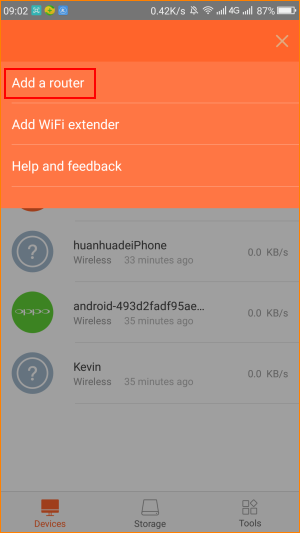 09:02 0.42K/s 4G 87%
Add a router
Add WiFi extender
Help and feedback
huanhuadeiPhone
Wireless 33 minutes ago
0.0 KB/s
oppo
android-493d2fadf95ae...
Wireless 35 minutes ago
0.0 KB/s
Kevin
Wireless 35 minutes ago
0.0 KB/s
Devices Storage Tools